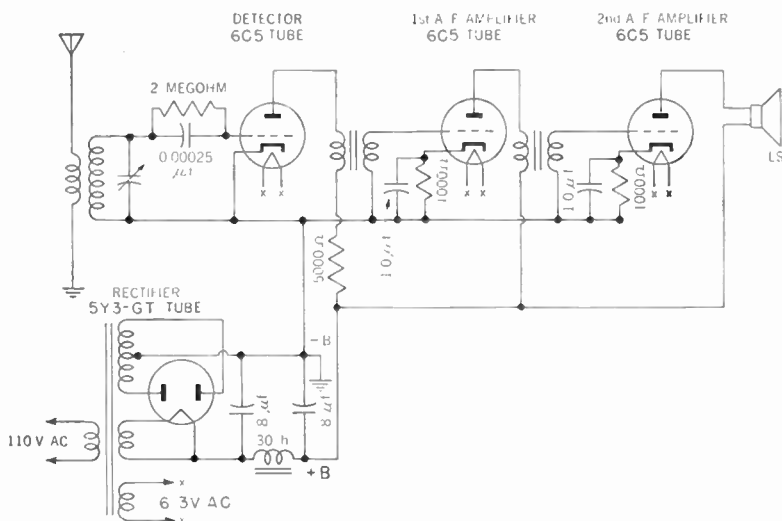 DETECTOR
6C5 TUBE
1st A F AMPLIFIER
6C5 TUBE
2nd A F AMPLIFIER
6C5 TUBE
2 MEGOHM
0.00025
μf
x x
x x
x x
LS
10μf
1000Ω
10μf
1000Ω
5000Ω
RECTIFIER
5Y3-GT TUBE
-B
8μf
8μf
30 h
+B
110 V AC
x
6 3V AC
x